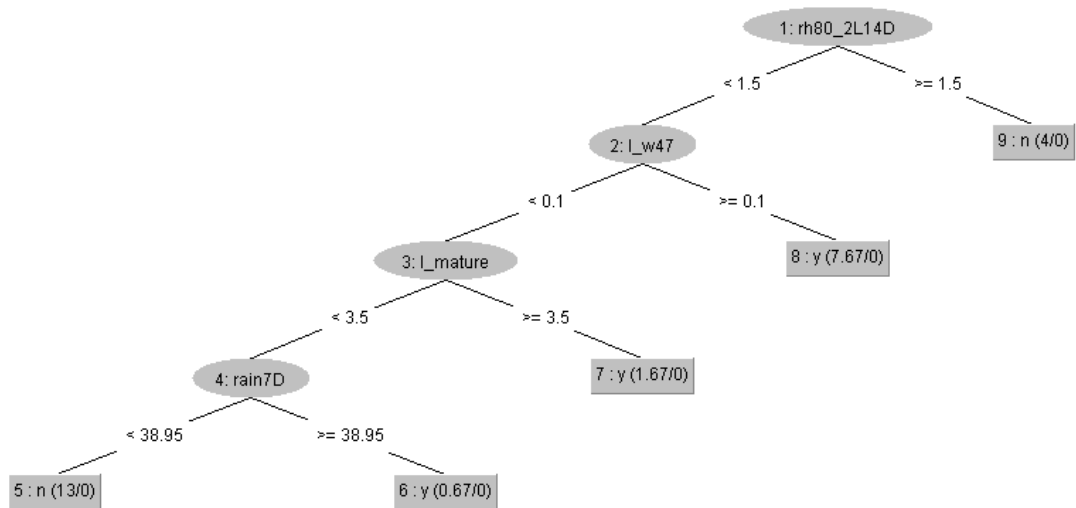 1: rh80_2L14D
< 1.5
>= 1.5
2: l_w47
9 : n (4/0)
< 0.1
>= 0.1
3: l_mature
8 : y (7.67/0)
< 3.5
>= 3.5
4: rain7D
7 : y (1.67/0)
< 38.95
>= 38.95
5 : n (13/0)
6 : y (0.67/0)